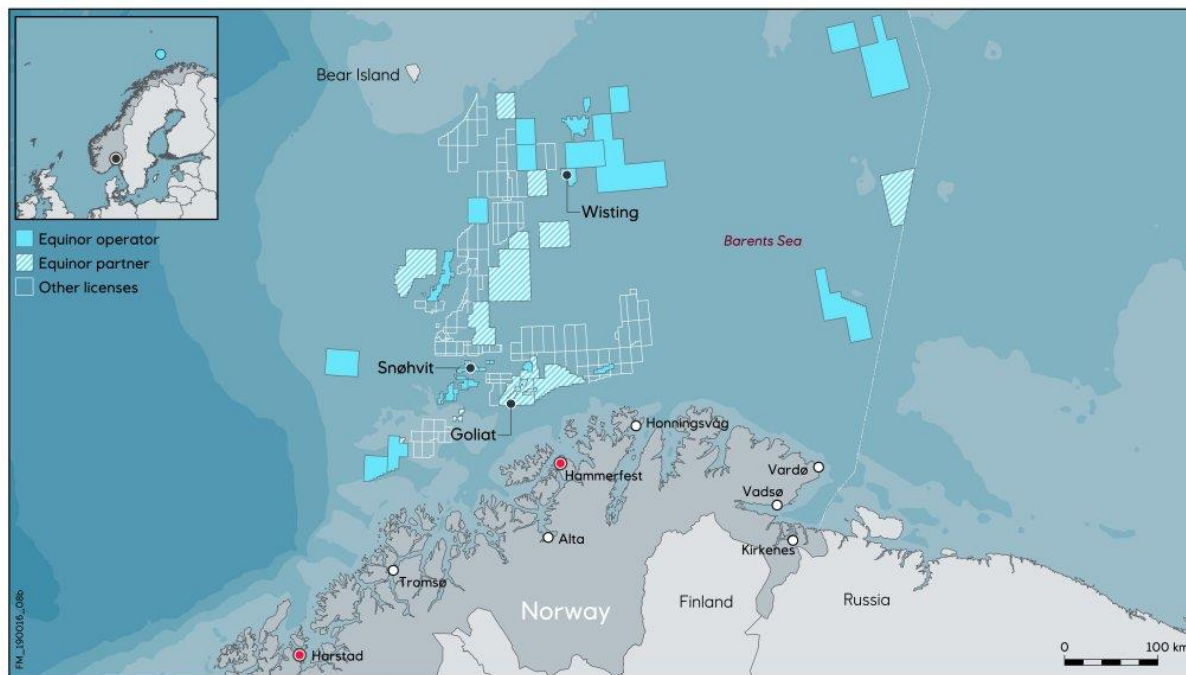 Bear Island
Wisting
Equinor operator
Equinor partner
Other licenses
Barents Sea
Snøhvit
Goliat
Honningsvåg
Hammerfest
Vardø
Vadsø
Alta
Kirkenes
Tromsø
Norway
Finland
Russia
Harstad
0 100 km
FM_190016_08b